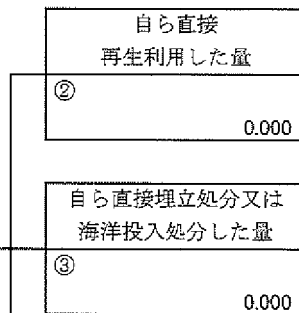 自ら直接
再生利用した量
②
0.000
自ら直接埋立処分又は
海洋投入処分した量
③
0.000